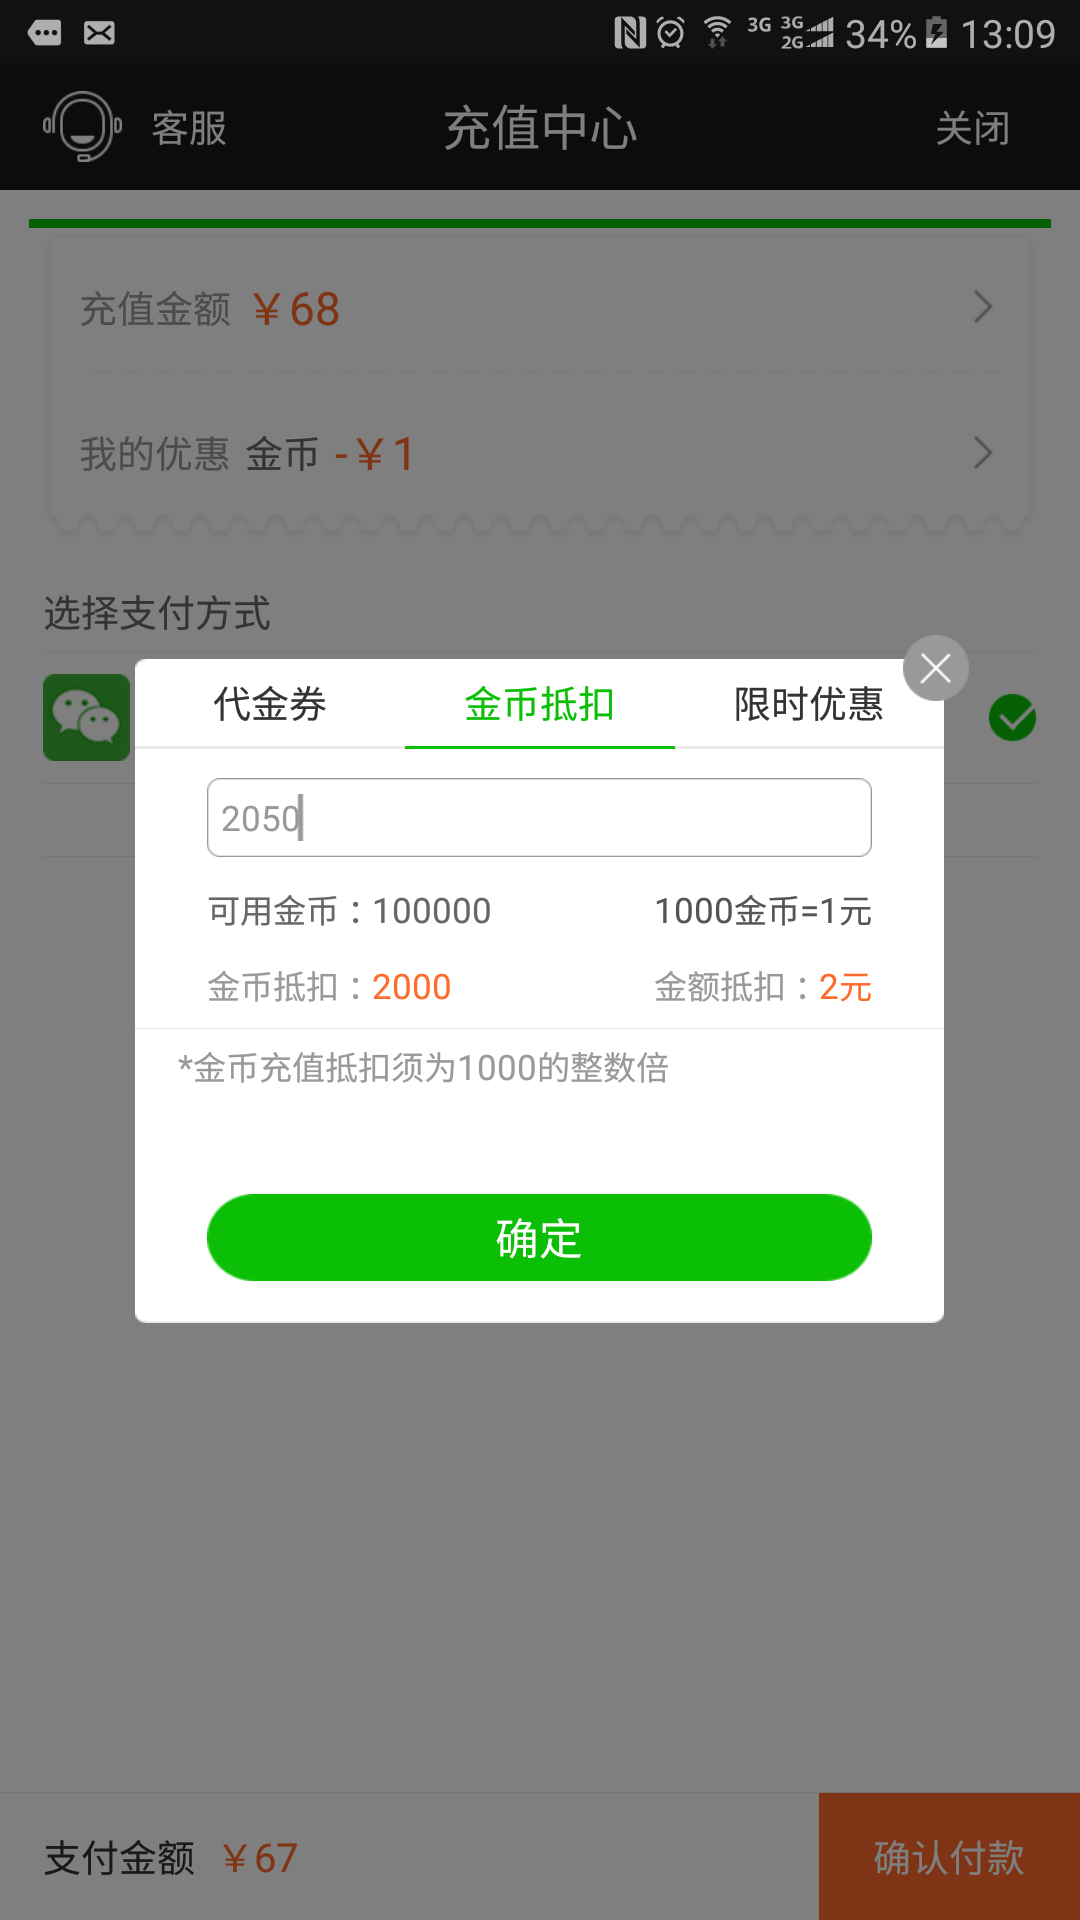 3G 3G 2G 34% 13:09
客服 充值中心 关闭
充值金额 ￥68
我的优惠 金币 -￥1
选择支付方式
代金券 金币抵扣 限时优惠
2050
可用金币：100000 1000金币=1元
金币抵扣：2000 金额抵扣：2元
*金币充值抵扣须为1000的整数倍
确定
支付金额 ￥67 确认付款